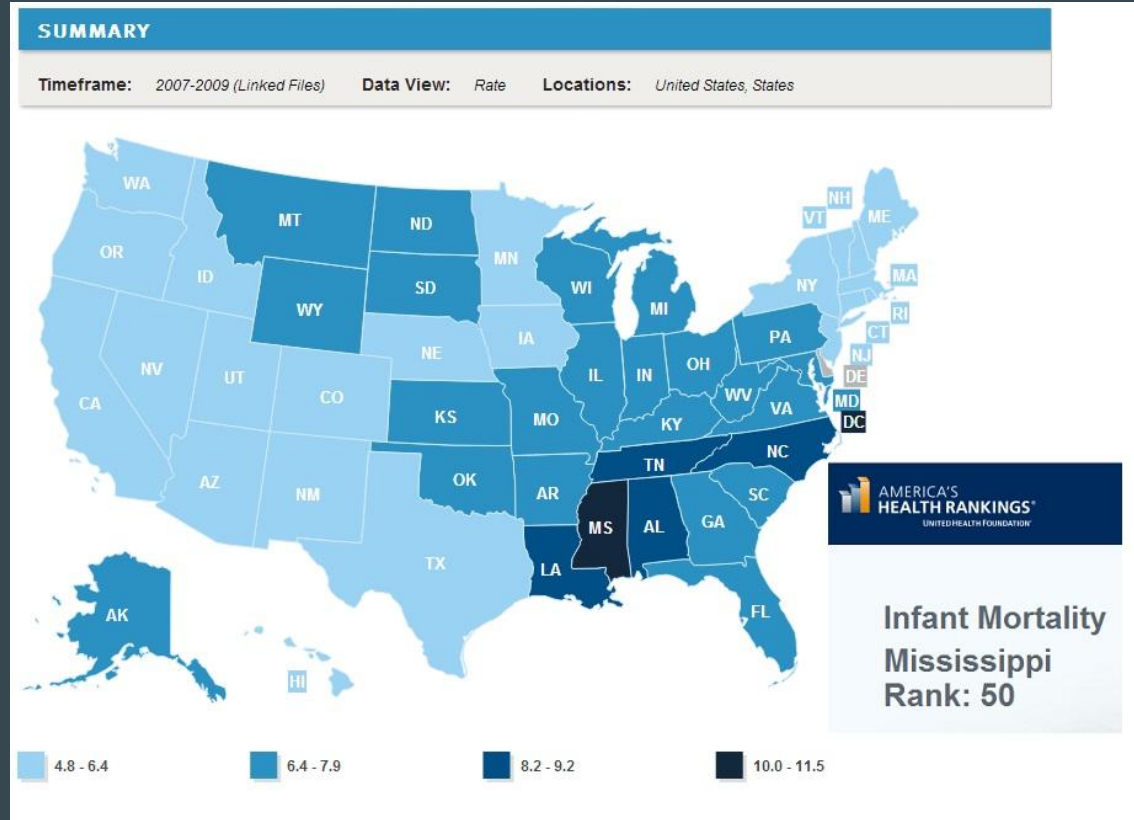 SUMMARY
Timeframe: 2007-2009 (Linked Files) Data View: Rate Locations: United States, States
WA
MT
ND
MN
OR
ID
SD
WI
WY
MI
NH
VT
ME
NY
MA
RI
CT
NJ
PA
DE
MD
DC
NV
UT
CO
NE
IA
IL
IN
OH
WV
VA
CA
KS
MO
KY
AZ
NM
OK
AR
TN
NC
SC
MS
AL
GA
TX
LA
FL
AK
HI
AMERICA'S
HEALTH RANKINGS®
UNITED HEALTH FOUNDATION®
Infant Mortality
Mississippi
Rank: 50
4.8 - 6.4 6.4 - 7.9 8.2 - 9.2 10.0 - 11.5